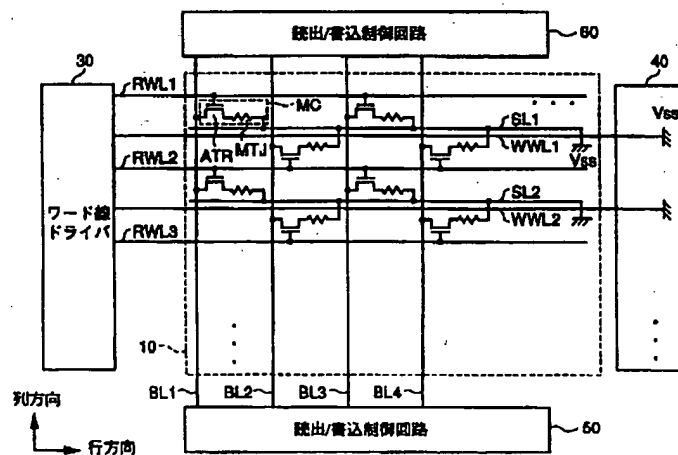 読出/書込制御回路
60
30
40
RWL1
MC
SL1
Vss
ATR
MTJ
WWL1
RWL2
Vss
SL2
ワード線
ドライバ
WWL2
RWL3
10
BL1
BL2
BL3
BL4
列方向
行方向
読出/書込制御回路
50